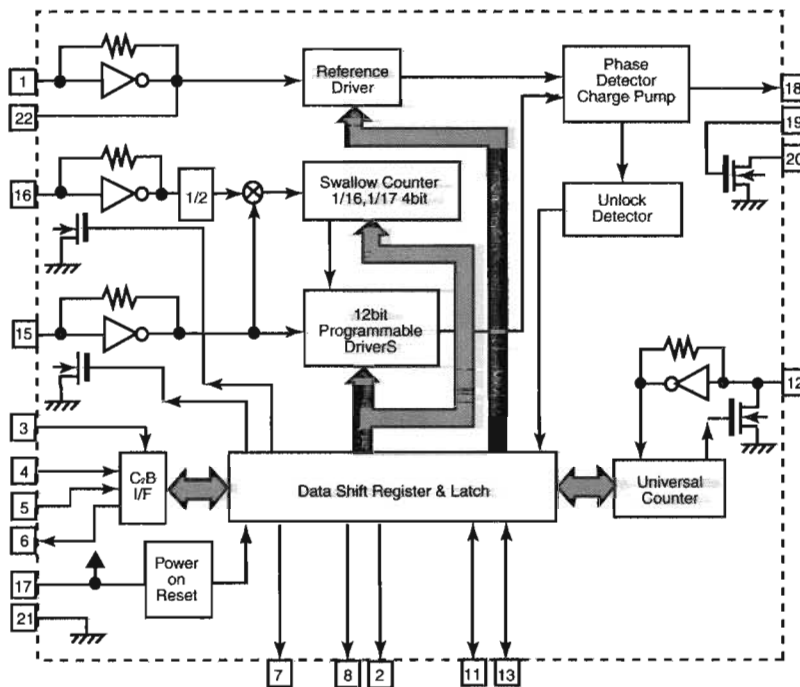 1
22
Reference
Driver
Phase
Detector
Charge Pump
18
19
20
16
1/2
Swallow Counter
1/16,1/17 4bit
Unlock
Detector
15
12bit
Programmable
DriverS
12
3
4
5
6
C₂B
I/F
Data Shift Register & Latch
Universal
Counter
17
Power
on
Reset
21
7
8
2
11
13